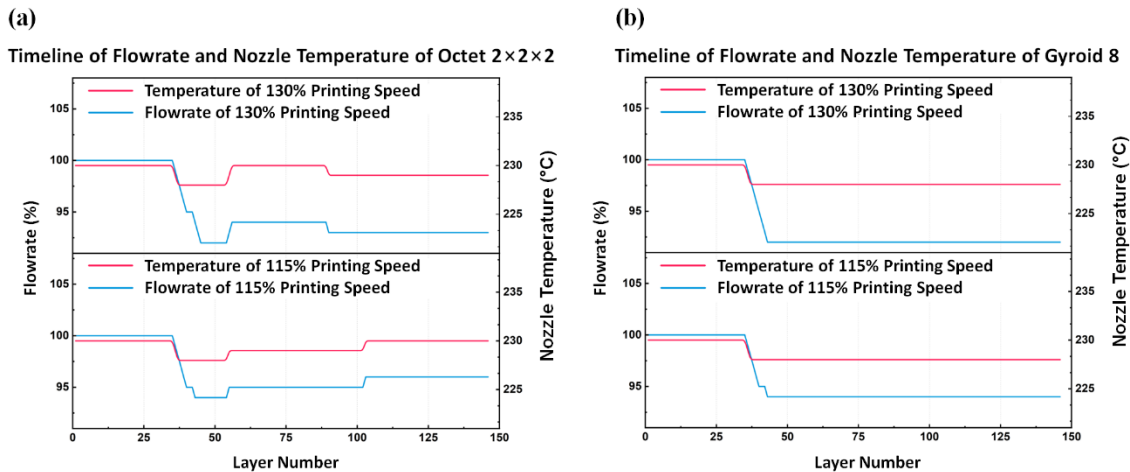 (a)
Timeline of Flowrate and Nozzle Temperature of Octet 2×2×2
Temperature of 130% Printing Speed
Flowrate of 130% Printing Speed
105
100
95
235
230
225
Temperature of 115% Printing Speed
Flowrate of 115% Printing Speed
105
100
95
235
230
225
Flowrate (%)
Nozzle Temperature (°C)
0 25 50 75 100 125 150
Layer Number
(b)
Timeline of Flowrate and Nozzle Temperature of Gyroid 8
Temperature of 130% Printing Speed
Flowrate of 130% Printing Speed
105
100
95
235
230
225
Temperature of 115% Printing Speed
Flowrate of 115% Printing Speed
105
100
95
235
230
225
Flowrate (%)
Nozzle Temperature (°C)
0 25 50 75 100 125 150
Layer Number